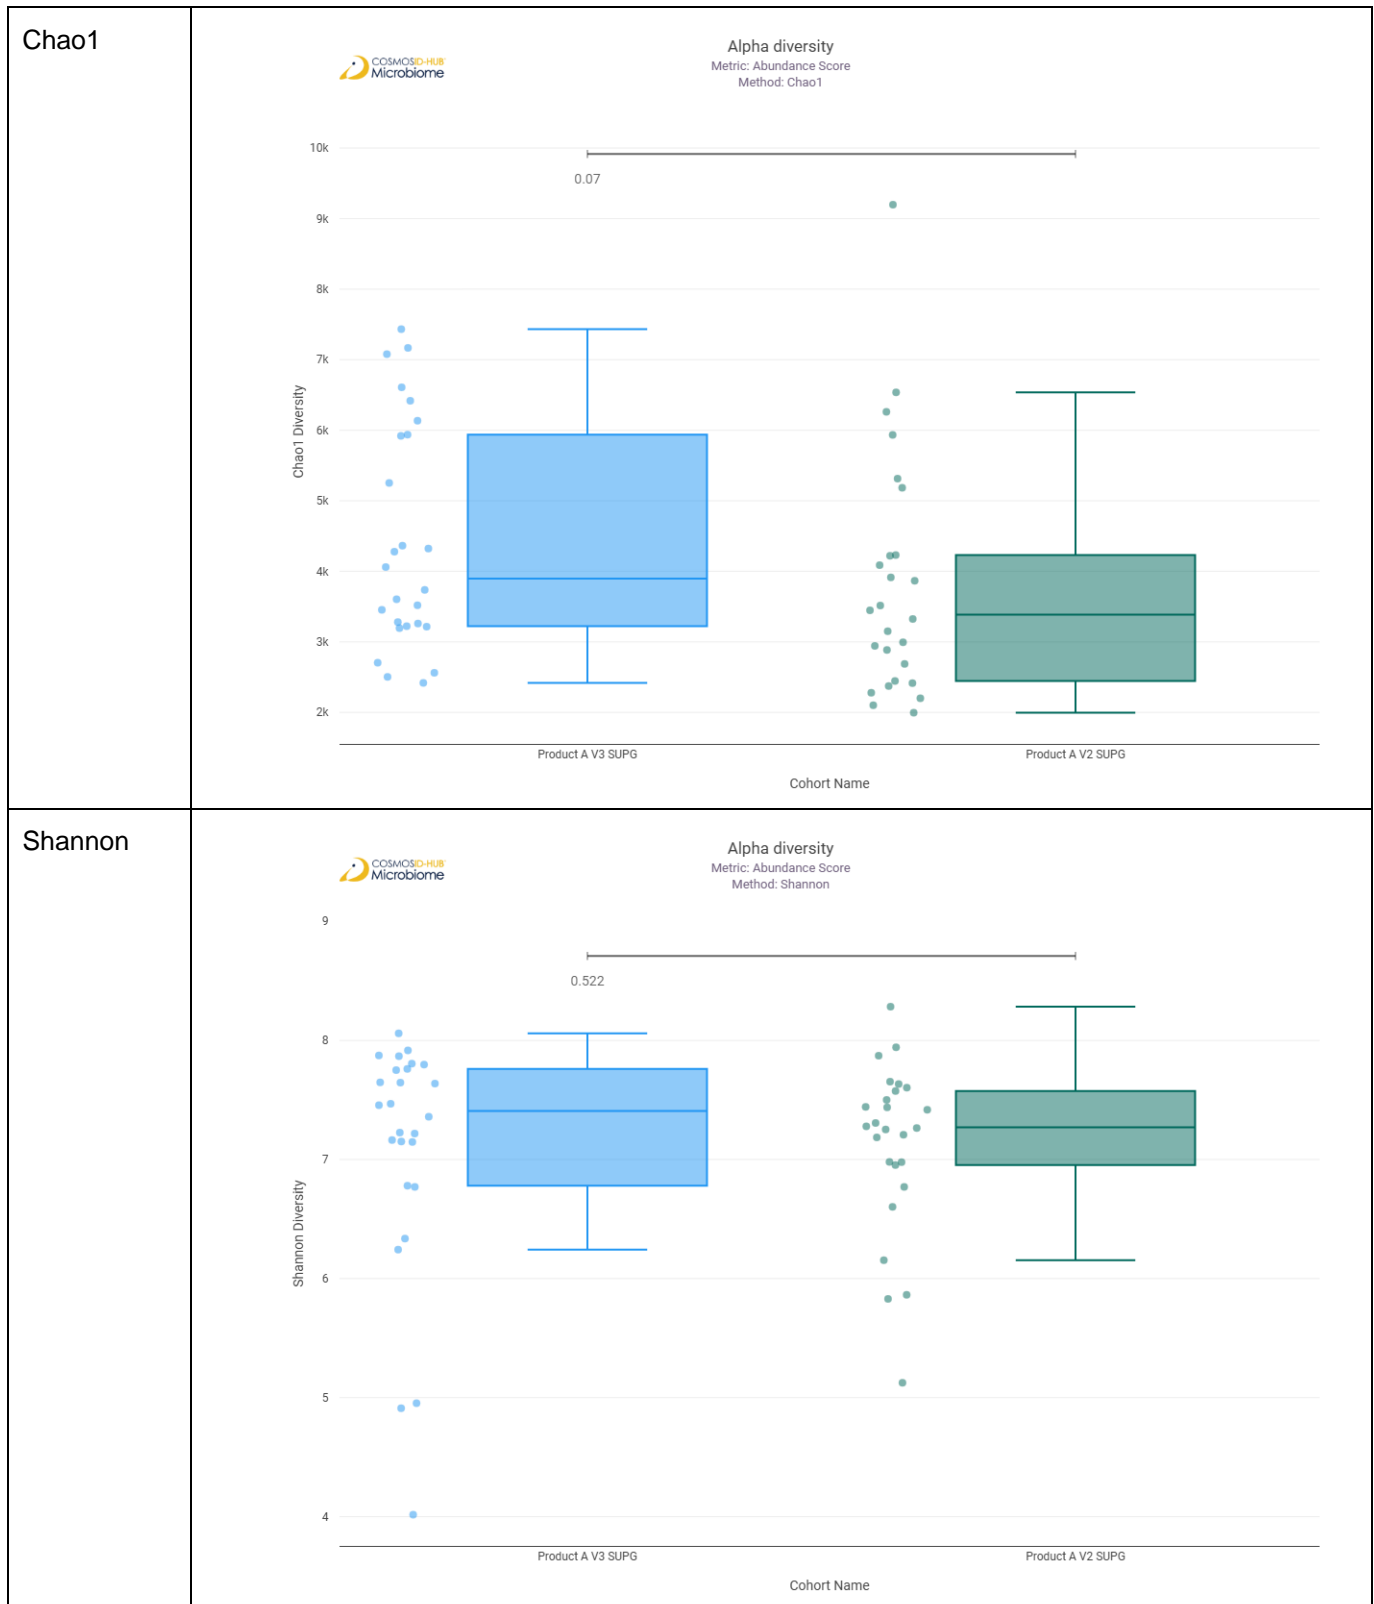 Chao1
COSMOSID-HUB
Microbiome
Alpha diversity
Metric: Abundance Score
Method: Chao1
10k
0.07
9k
8k
7k
6k
5k
4k
3k
2k
Chao1 Diversity
Product A V3 SUPG
Product A V2 SUPG
Cohort Name
Shannon
COSMOSID-HUB
Microbiome
Alpha diversity
Metric: Abundance Score
Method: Shannon
9
0.522
8
7
6
5
4
Shannon Diversity
Product A V3 SUPG
Product A V2 SUPG
Cohort Name